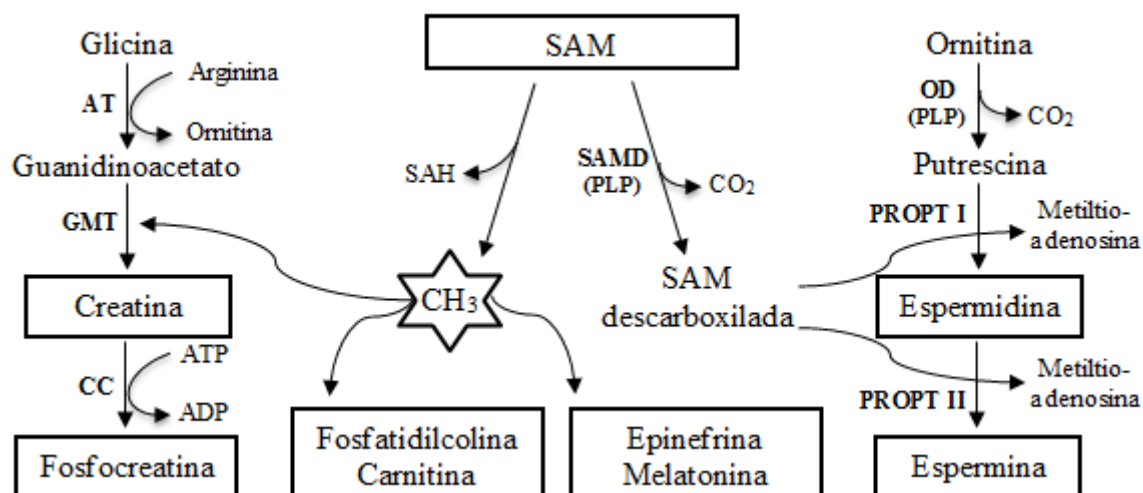 Glicina
Arginina
AT
Ornitina
Guanidinoacetato
GMT
Creatina
ATP
CC
ADP
Fosfocreatina
SAM
SAH
SAMD
(PLP)
CO2
CH3
SAM
descarboxilada
Fosfatidilcolina
Carnitina
Epinefrina
Melatonina
Ornitina
OD
(PLP)
CO2
Putrescina
PROPT I
Metiltio-
adenosina
Espermidina
Metiltio-
adenosina
PROPT II
Espermina